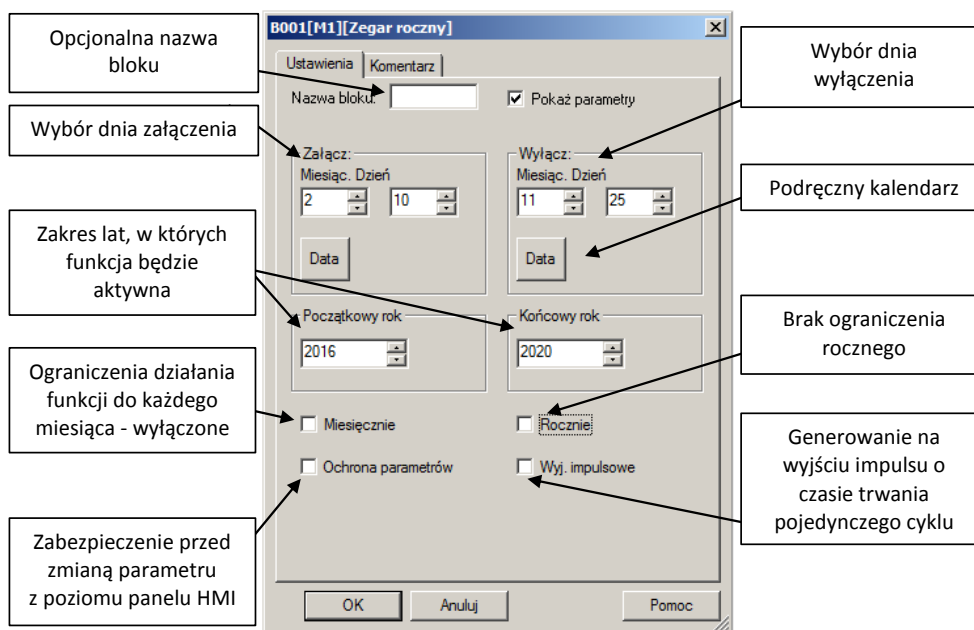 Opcjonalna nazwa
bloku
Wybór dnia załączenia
Zakres lat, w których
funkcja będzie
aktywna
Ograniczenia działania
funkcji do każdego
miesiąca - wyłączone
Zabezpieczenie przed
zmianą parametru
z poziomu panelu HMI
B001[M1][Zegar roczny]
Ustawienia Komentarz
Nazwa bloku: Pokaż parametry
Załącz:
Miesiąc. Dzień
2 10
Data
Wyłącz:
Miesiąc. Dzień
11 25
Data
Początkowy rok
2016
Końcowy rok
2020
Miesięcznie Rocznie
Ochrona parametrów Wyj. impulsowe
OK Anuluj Pomoc
Wybór dnia
wyłączenia
Podręczny kalendarz
Brak ograniczenia
rocznego
Generowanie na
wyjściu impulsu o
czasie trwania
pojedynczego cyklu